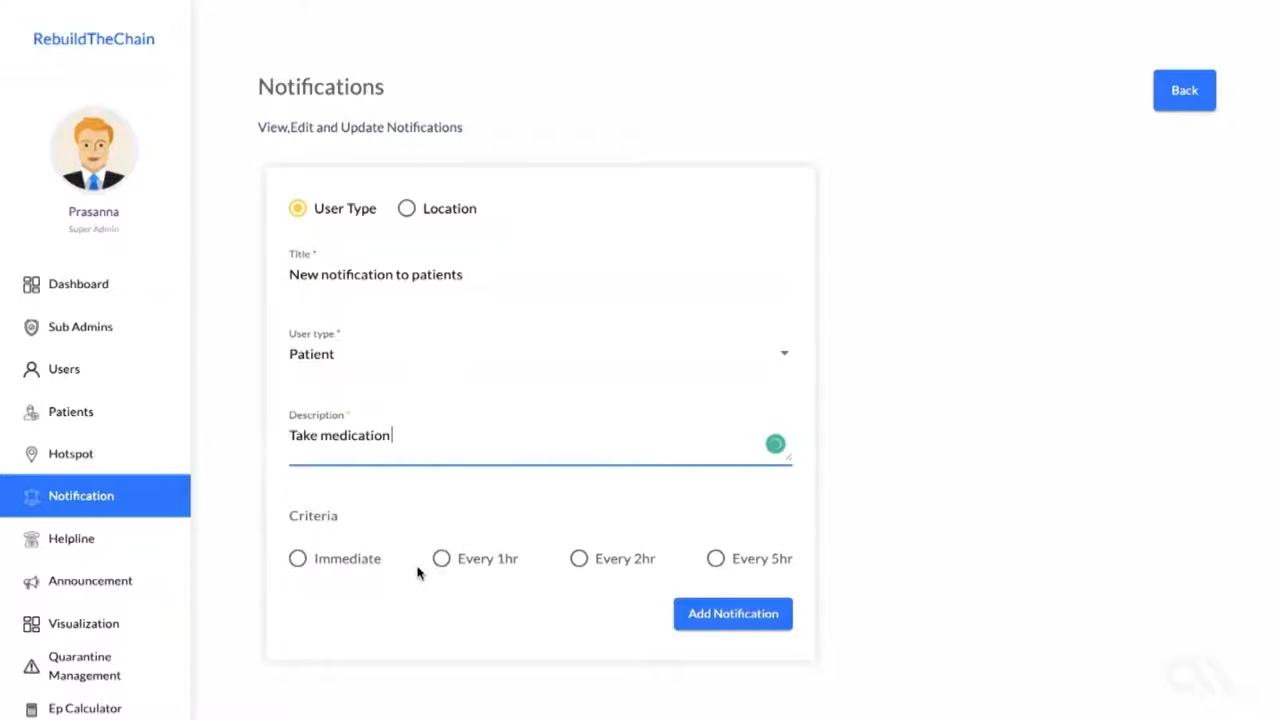 RebuildTheChain
Prasanna
Super Admin
Dashboard
Sub Admins
Users
Patients
Hotspot
Notification
Helpline
Announcement
Visualization
Quarantine
Management
Ep Calculator
Notifications
Back
View,Edit and Update Notifications
User Type Location
Title *
New notification to patients
User type *
Patient
Description *
Take medication
Criteria
Immediate Every 1hr Every 2hr Every 5hr
Add Notification